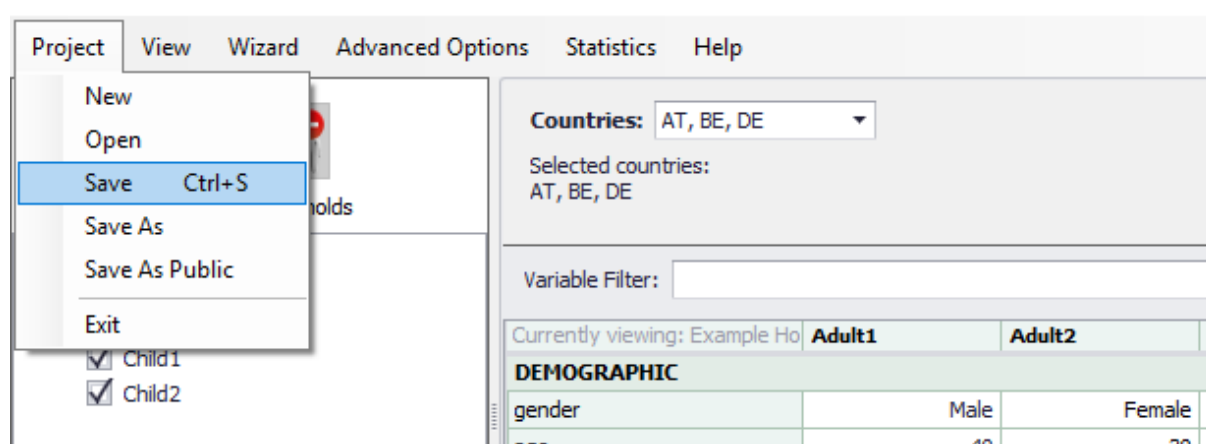 Project View Wizard Advanced Options Statistics Help
New
Open
Save Ctrl+S
Save As
Save As Public
Exit
Child1
Child2
Countries: AT, BE, DE
Selected countries:
AT, BE, DE
Variable Filter:
Currently viewing: Example Ho Adult1 Adult2
DEMOGRAPHIC
gender Male Female